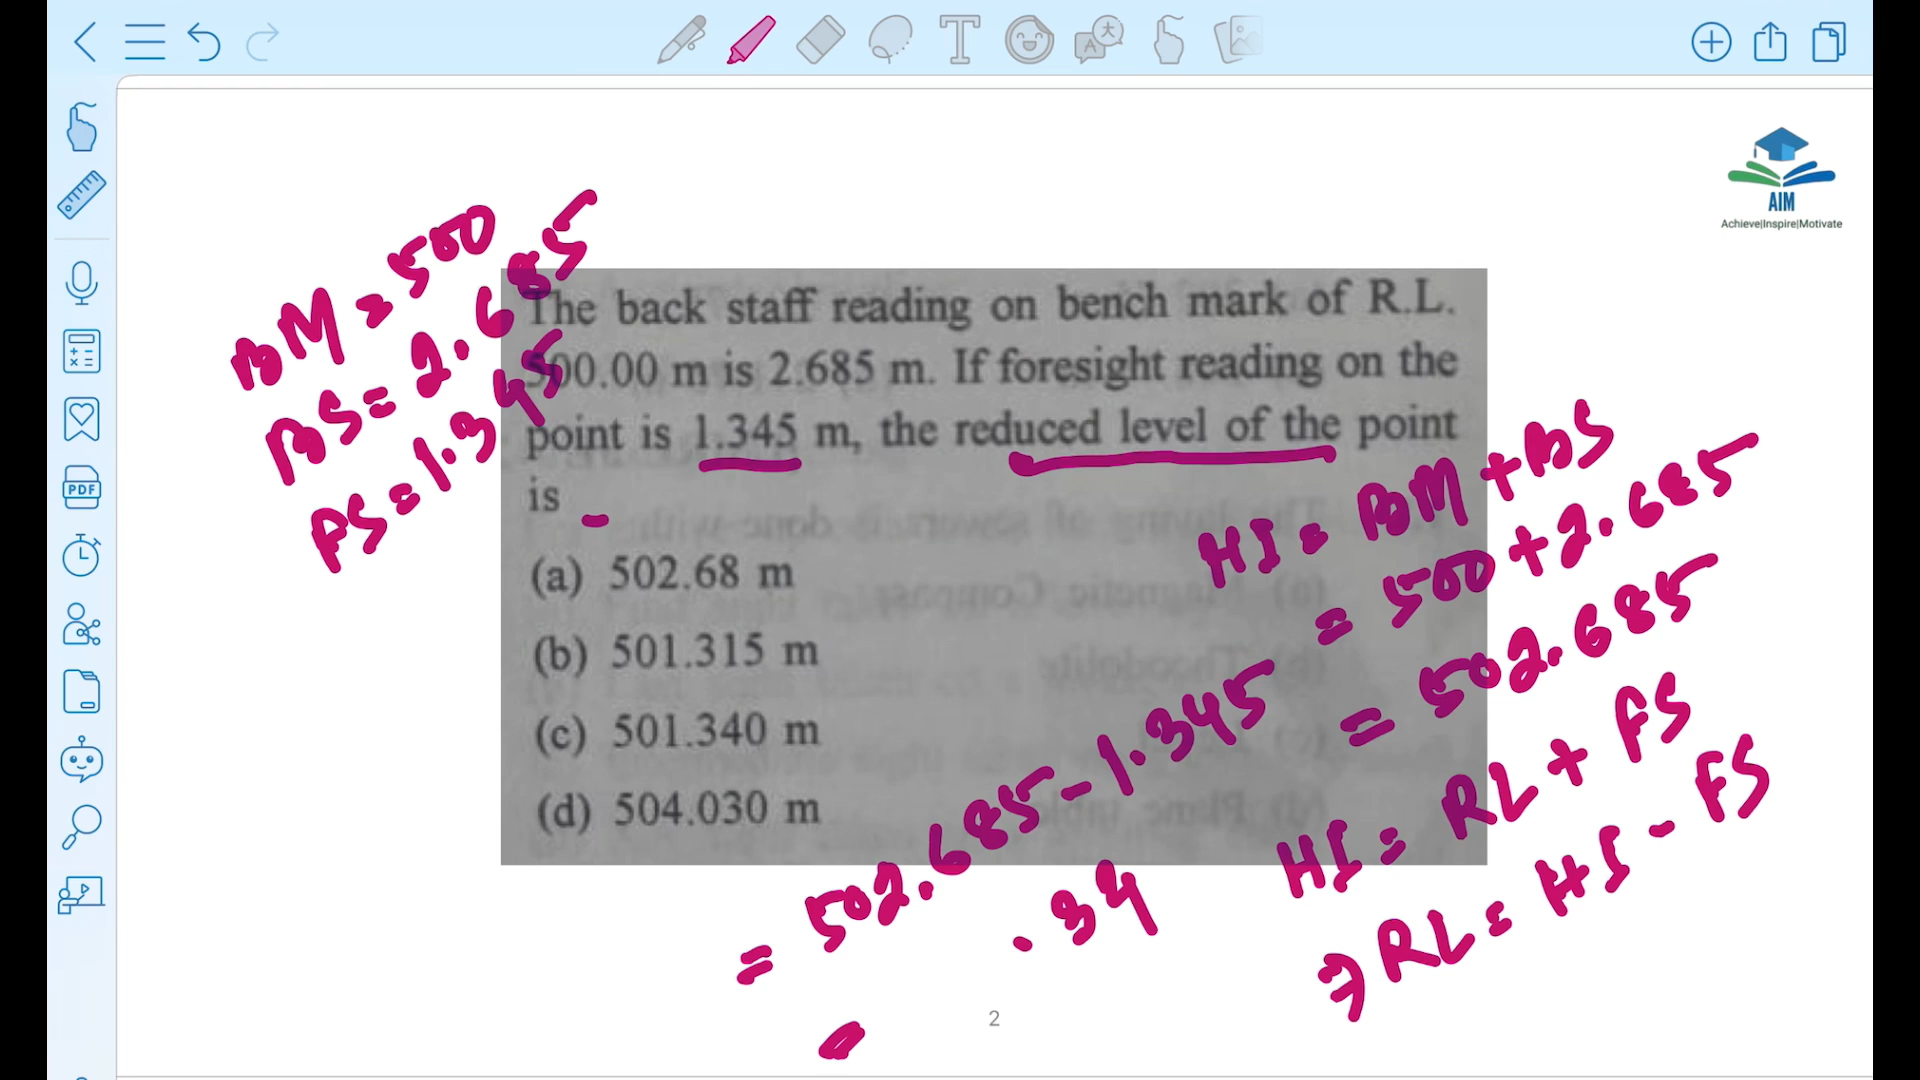 AIM
Achieve|Inspire|Motivate
BM = 500
BS = 2.685
FS = 1.345
The back staff reading on bench mark of R.L.
500.00 m is 2.685 m. If foresight reading on the
point is 1.345 m, the reduced level of the point
is
(a) 502.68 m
(b) 501.315 m
(c) 501.340 m
(d) 504.030 m
HI = BM + BS
= 500 + 2.685
= 502.685
HI = RL + FS
⇒ RL = HI - FS
= 502.685 - 1.345
=
.34
2
PDF